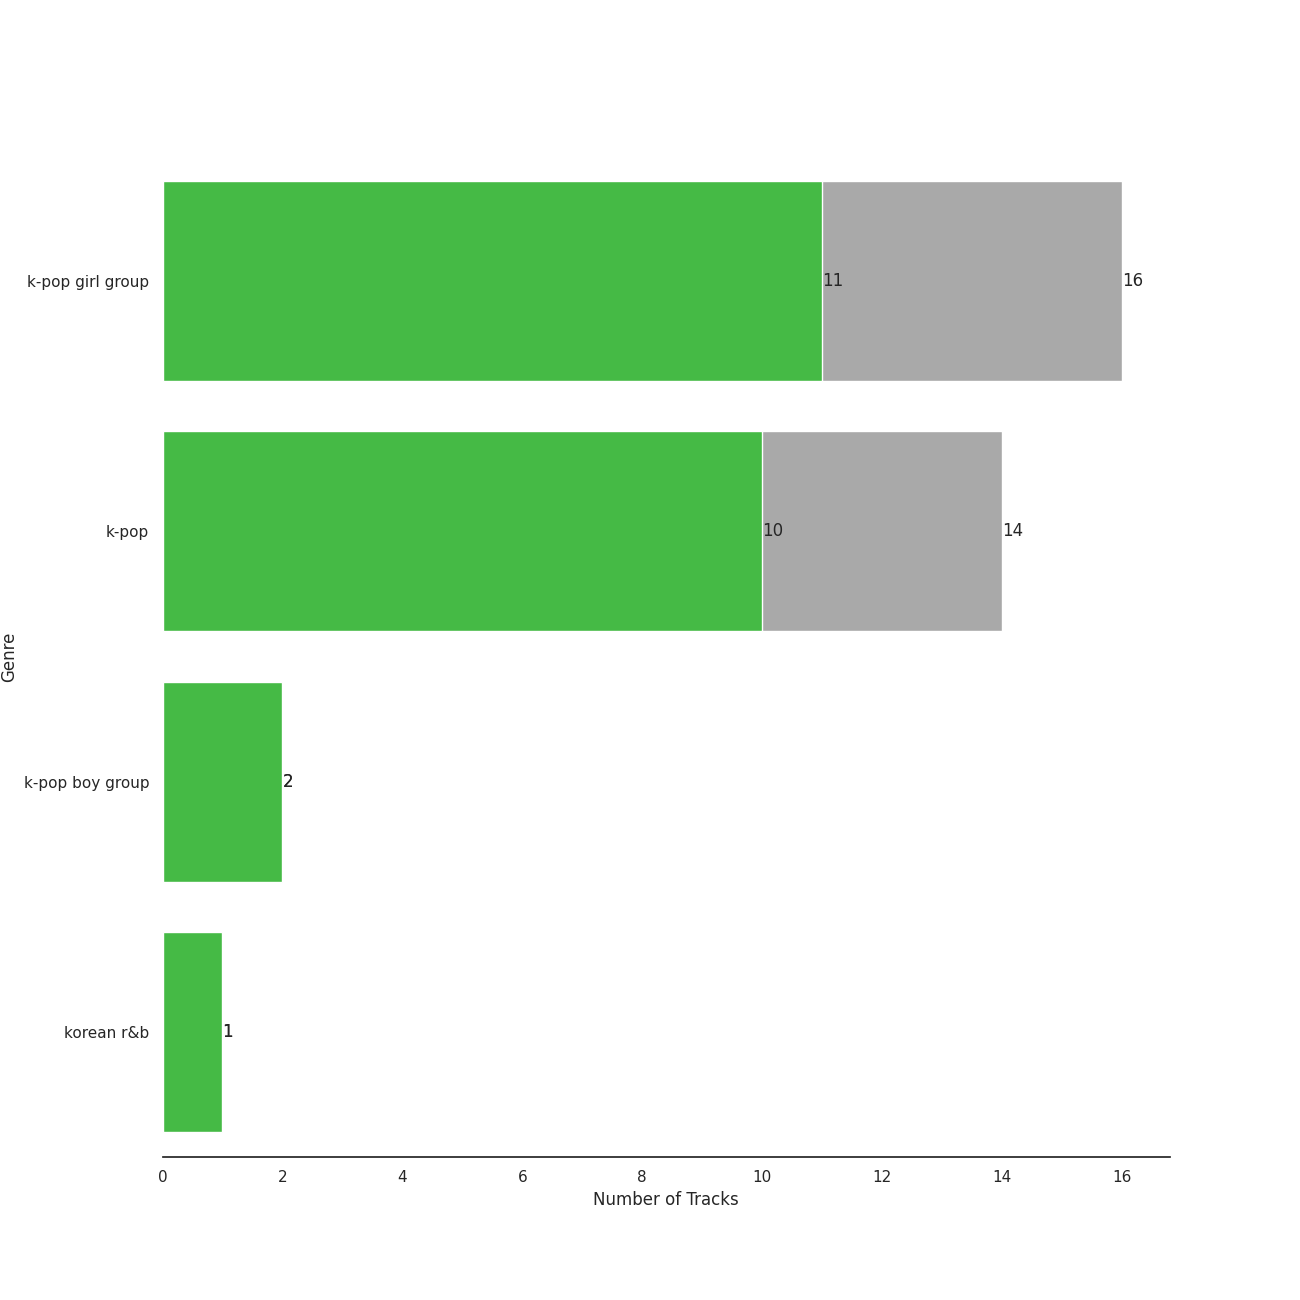 k-pop girl group
11
16
k-pop
10
14
Genre
k-pop boy group
2
korean r&b
1
0 2 4 6 8 10 12 14 16
Number of Tracks